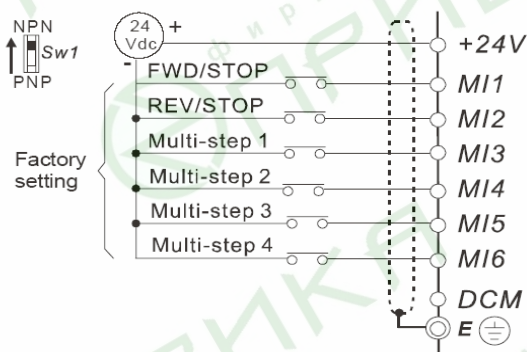 NPN
Sw1
PNP
24
Vdc
+
-
+24V
FWD/STOP
MI1
REV/STOP
MI2
Multi-step 1
MI3
Factory
setting
Multi-step 2
MI4
Multi-step 3
MI5
Multi-step 4
MI6
DCM
E